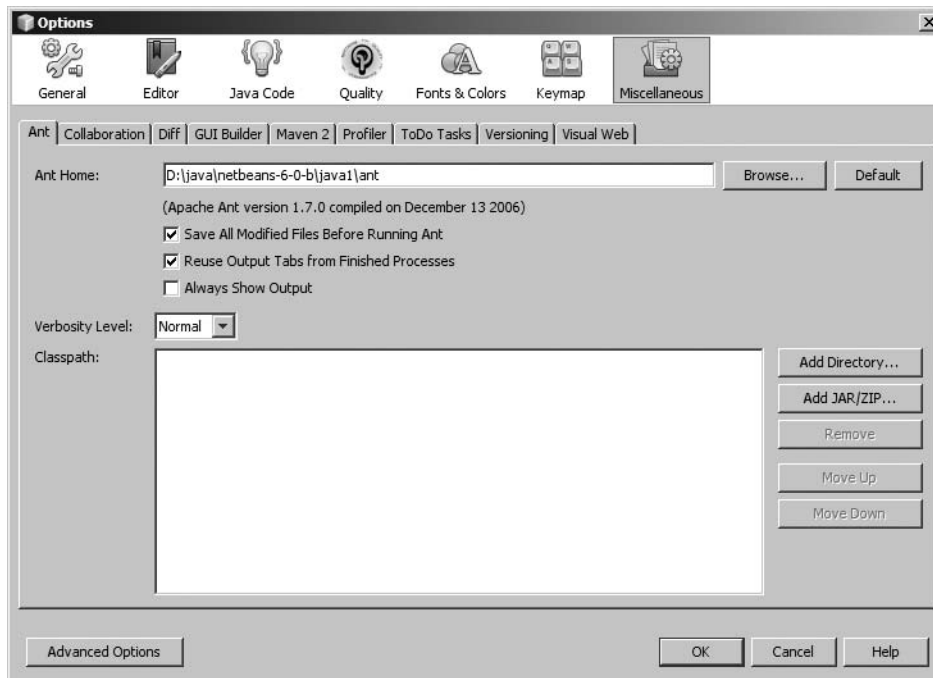 Options
General Editor Java Code Quality Fonts & Colors Keymap Miscellaneous
Ant Collaboration Diff GUI Builder Maven 2 Profiler ToDo Tasks Versioning Visual Web
Ant Home: D:\java\netbeans-6-0-b\java1\ant Browse... Default
(Apache Ant version 1.7.0 compiled on December 13 2006)
Save All Modified Files Before Running Ant
Reuse Output Tabs from Finished Processes
Always Show Output
Verbosity Level: Normal
Classpath:
Add Directory...
Add JAR/ZIP...
Remove
Move Up
Move Down
Advanced Options OK Cancel Help